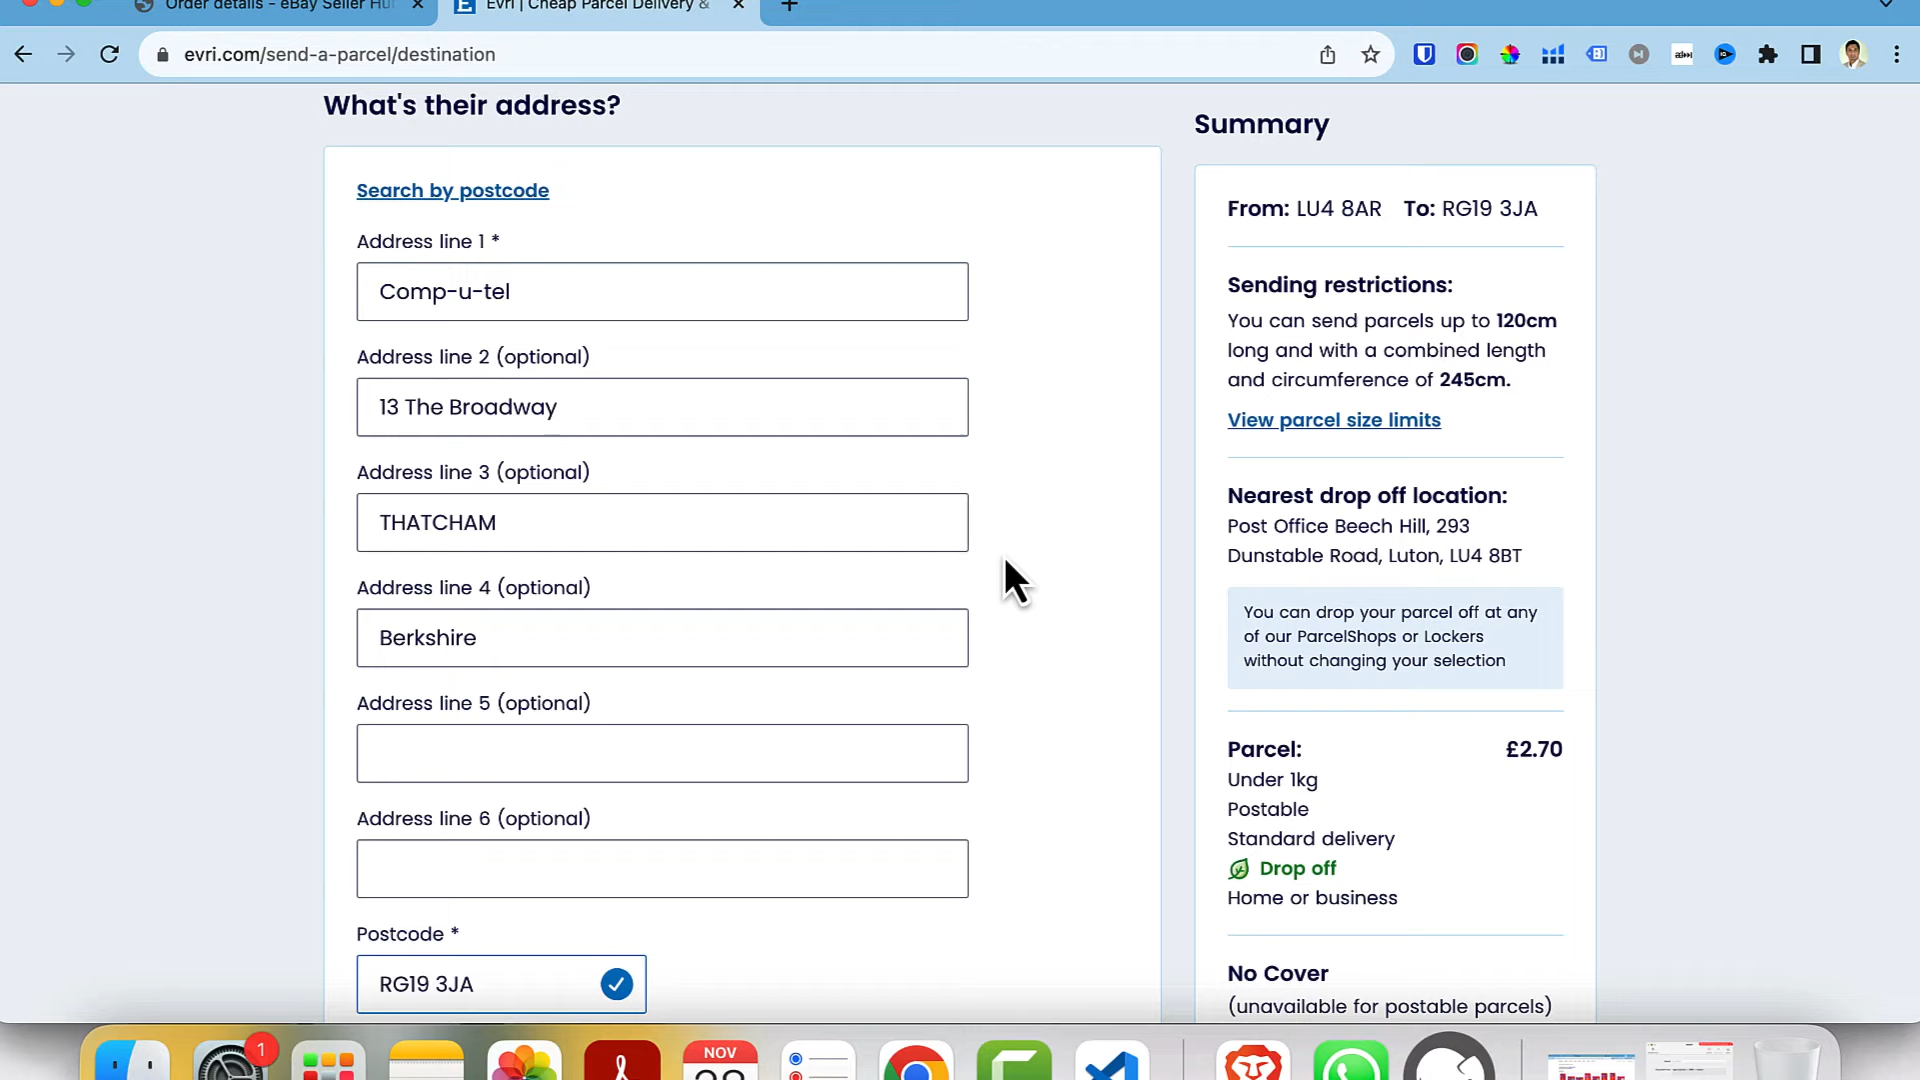 Order details - eBay Seller Hu
Evri | Cheap Parcel Delivery &
evri.com/send-a-parcel/destination
What's their address?
Search by postcode
Address line 1 *
Comp-u-tel
Address line 2 (optional)
13 The Broadway
Address line 3 (optional)
THATCHAM
Address line 4 (optional)
Berkshire
Address line 5 (optional)
Address line 6 (optional)
Postcode *
RG19 3JA
Summary
From: LU4 8AR To: RG19 3JA
Sending restrictions:
You can send parcels up to 120cm
long and with a combined length
and circumference of 245cm.
View parcel size limits
Nearest drop off location:
Post Office Beech Hill, 293
Dunstable Road, Luton, LU4 8BT
You can drop your parcel off at any
of our ParcelShops or Lockers
without changing your selection
Parcel: £2.70
Under 1kg
Postable
Standard delivery
Drop off
Home or business
No Cover
(unavailable for postable parcels)
1
NOV